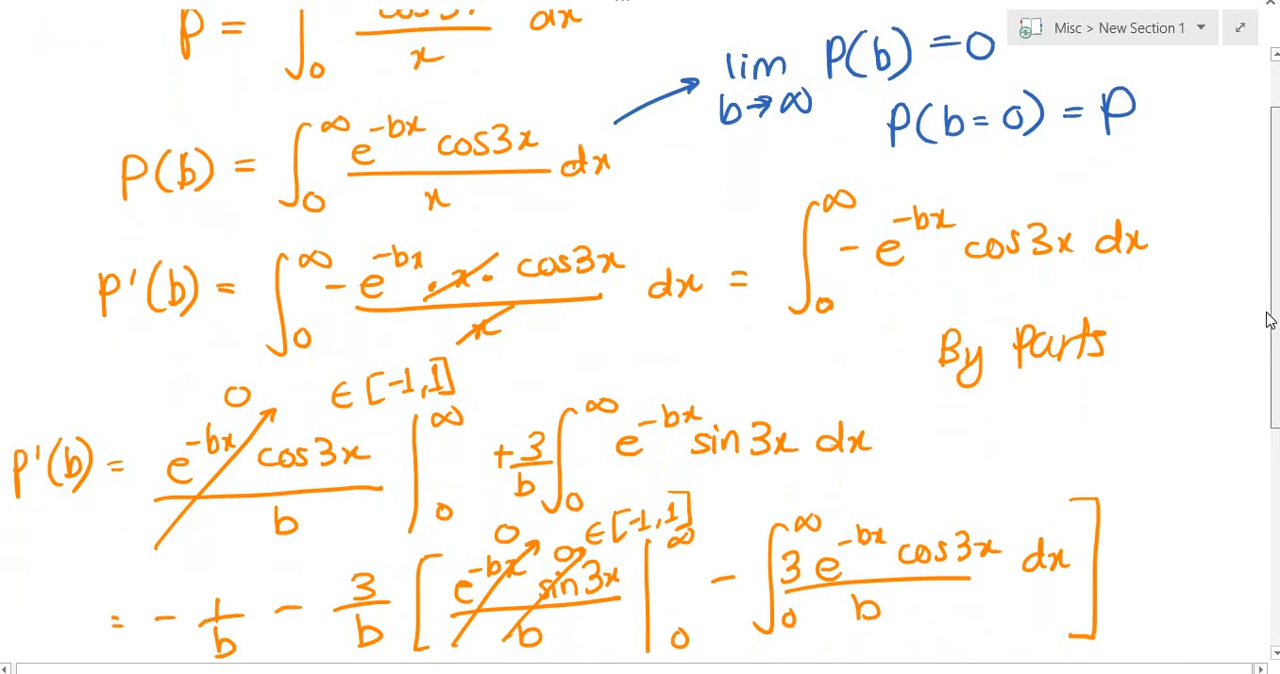 Misc > New Section 1
P = ∫₀ cos3x / x dx
lim b→∞ P(b) = 0
P(b=0) = P
P(b) = ∫₀^∞ e^{-bx} cos3x / x dx
P'(b) = ∫₀^∞ - e^{-bx} · x · cos3x / x dx = ∫₀^∞ - e^{-bx} cos3x dx
By Parts
0 ∈ [-1,1]
P'(b) = e^{-bx} cos3x / b |₀^∞ + 3/b ∫₀^∞ e^{-bx} sin3x dx
0 0 ∈ [-1,1]
= - 1/b - 3/b [ e^{-bx} sin3x / b |₀^∞ - ∫₀^∞ 3 e^{-bx} cos3x / b dx ]